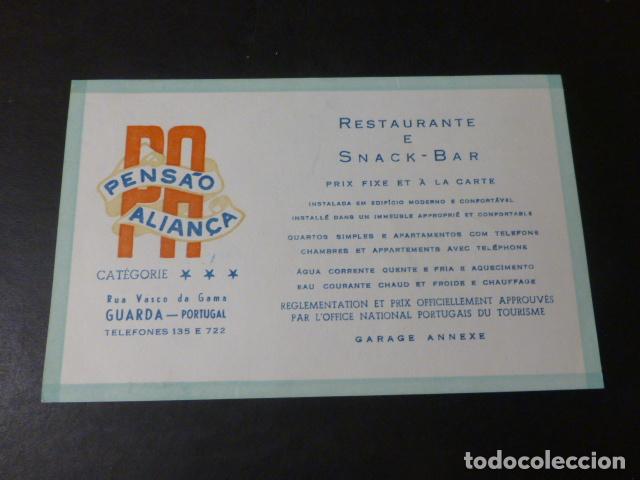 PA
PENSÃO
ALIANÇA
PA
CATÉGORIE ★ ★ ★
Rua Vasco da Gama
GUARDA — PORTUGAL
TELEFONES 135 E 722
RESTAURANTE
E
SNACK-BAR
PRIX FIXE ET À LA CARTE
INSTALADA EM EDIFÍCIO MODERNO E CONFORTÁVEL
INSTALLÉ DANS UN IMMEUBLE APPROPRIÉ ET CONFORTABLE
QUARTOS SIMPLES E APARTAMENTOS COM TELEFONE
CHAMBRES ET APPARTEMENTS AVEC TÉLÉPHONE
ÁGUA CORRENTE QUENTE E FRIA E AQUECIMENTO
EAU COURANTE CHAUD ET FROIDE E CHAUFFAGE
REGLEMENTATION ET PRIX OFFICIELLEMENT APPROUVÉS
PAR L'OFFICE NATIONAL PORTUGAIS DU TOURISME
GARAGE ANNEXE
todocoleccion.net